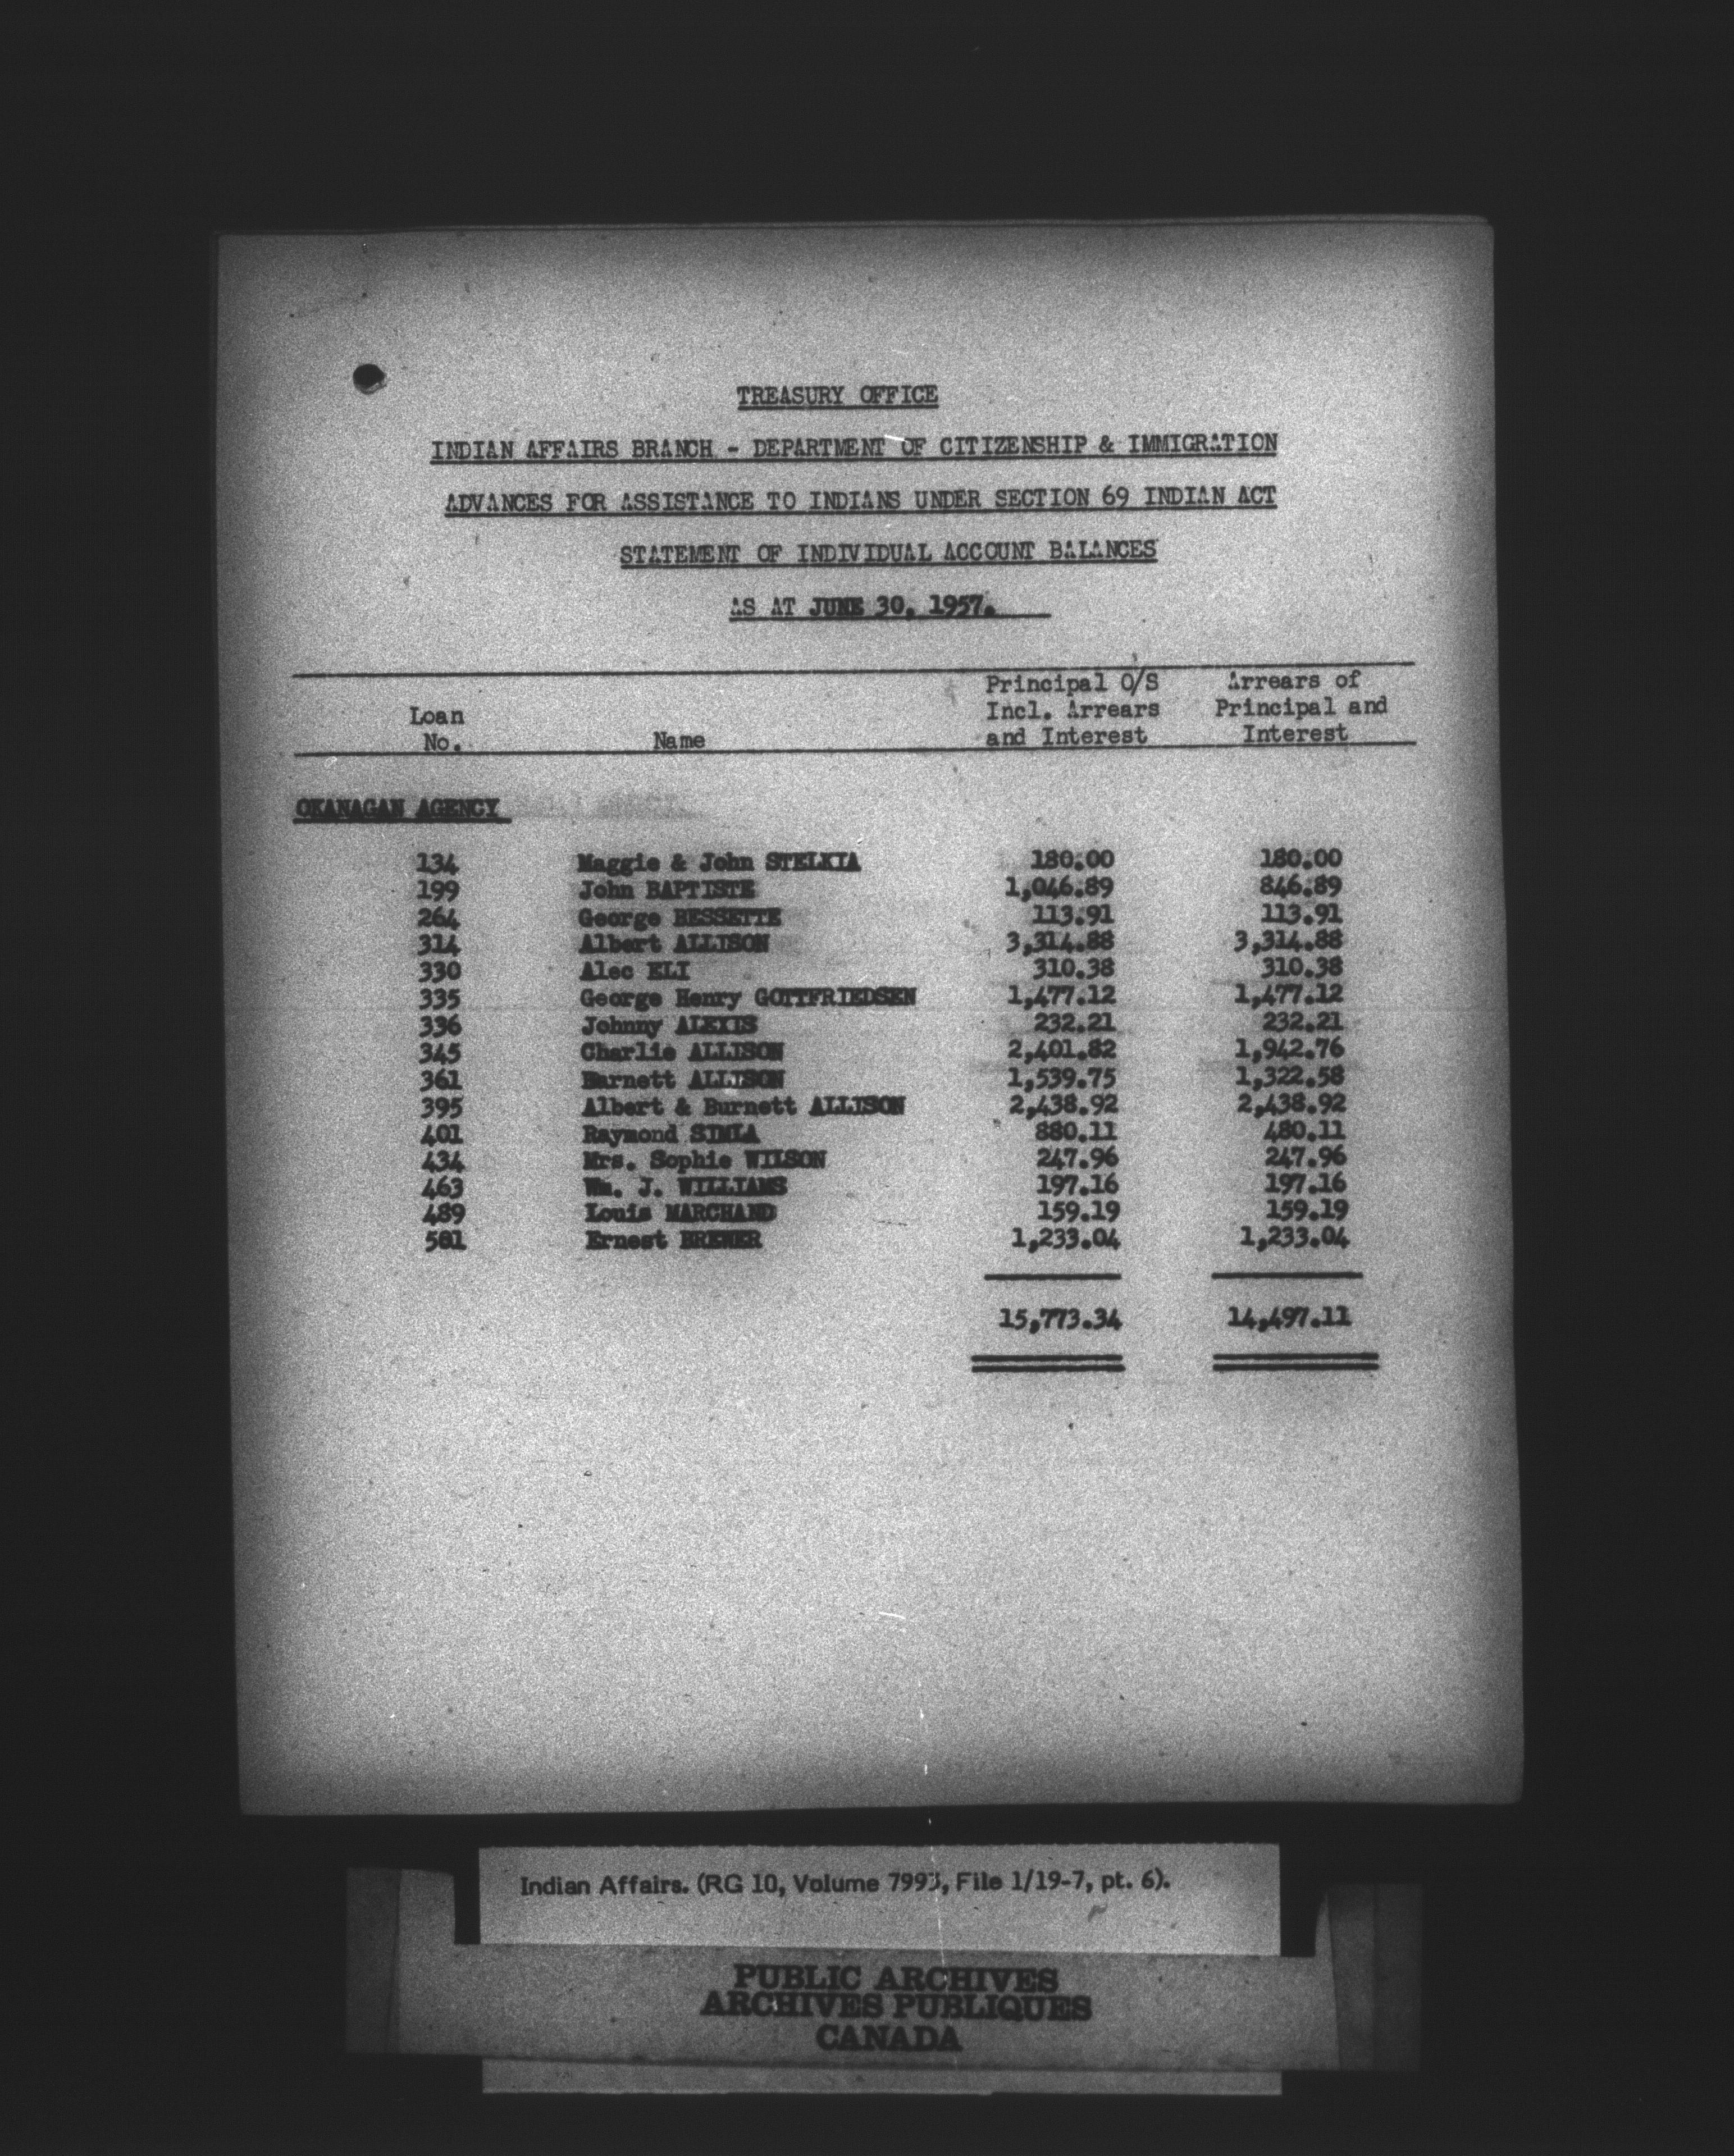 TREASURY OFFICE
INDIAN AFFAIRS BRANCH - DEPARTMENT OF CITIZENSHIP & IMMIGRATION
ADVANCES FOR ASSISTANCE TO INDIANS UNDER SECTION 69 INDIAN ACT
STATEMENT OF INDIVIDUAL ACCOUNT BALANCES
AS AT JUNE 30, 1957.
Loan No. Name Principal O/S Incl. Arrears and Interest Arrears of Principal and Interest
OKANAGAN AGENCY
134 Maggie & John STELKIA 180.00 180.00
199 John BAPTISTE 1,046.89 846.89
264 George BESSETTE 113.91 113.91
314 Albert ALLISON 3,314.88 3,314.88
330 Alec ELI 310.38 310.38
335 George Henry GOTTFRIEDSEN 1,477.12 1,477.12
336 Johnny ALEXIS 232.21 232.21
345 Charlie ALLISON 2,401.82 1,942.76
361 Barnett ALLISON 1,539.75 1,322.58
395 Albert & Burnett ALLISON 2,438.92 2,438.92
401 Raymond SIMLA 880.11 480.11
434 Mrs. Sophie WILSON 247.96 247.96
463 Wm. J. WILLIAMS 197.16 197.16
489 Louis MARCHAND 159.19 159.19
Ernest BREWER 1,233.04 1,233.04
15,773.34 14,497.11
Indian Affairs. (RG 10, Volume 7993, File 1/19-7, pt. 6).
PUBLIC ARCHIVES
ARCHIVES PUBLIQUES
CANADA